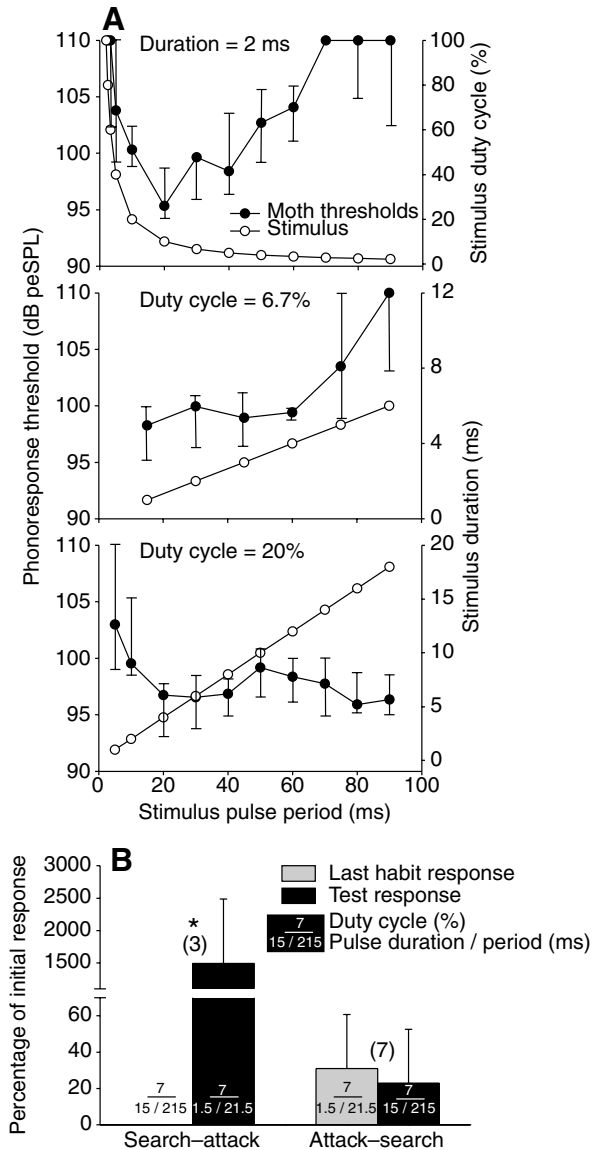 A
Duration = 2 ms
Moth thresholds
Stimulus
110
105
100
95
90
100
80
60
40
20
0
Stimulus duty cycle (%)
Phonoresponse threshold (dB peSPL)
Duty cycle = 6.7%
110
105
100
95
90
12
8
4
0
Stimulus duration (ms)
Duty cycle = 20%
110
105
100
95
90
20
15
10
5
0
0 20 40 60 80 100
Stimulus pulse period (ms)
B
Percentage of initial response
3000
2500
2000
1500
60
40
20
0
Last habit response
Test response
7
15 / 215
Duty cycle (%)
Pulse duration / period (ms)
*
(3)
(7)
7
15 / 215
7
1.5 / 21.5
7
1.5 / 21.5
7
15 / 215
Search–attack
Attack–search